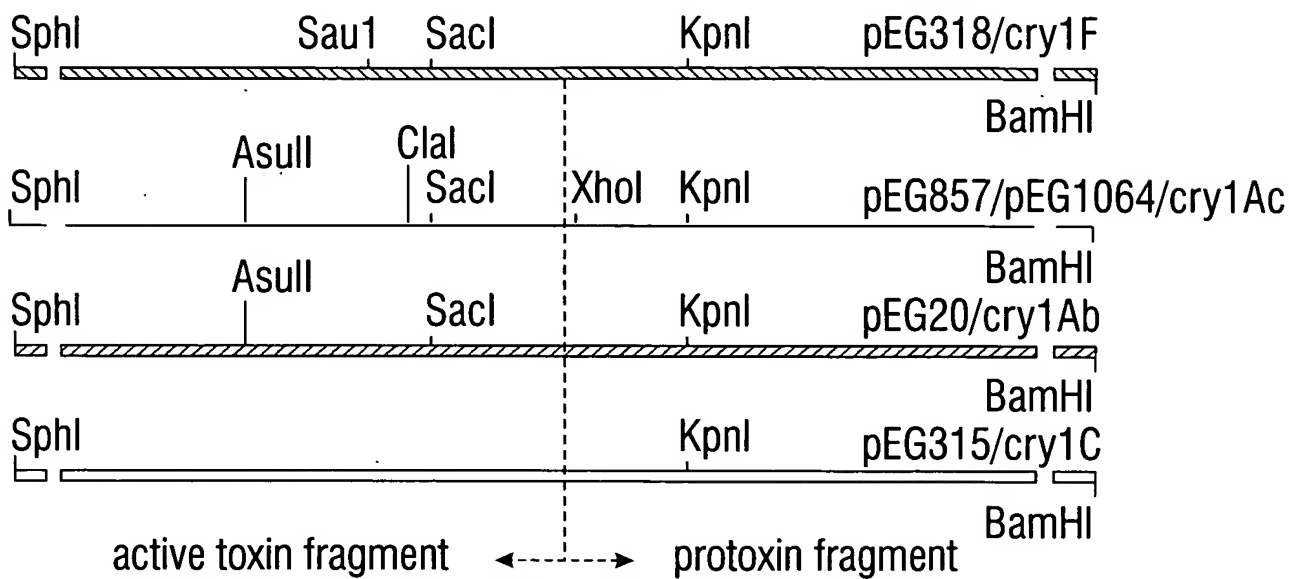 SphI Sau1 SacI KpnI pEG318/cry1F
BamHI
AsuII ClaI
SphI SacI XhoI KpnI pEG857/pEG1064/cry1Ac
BamHI
AsuII
SphI SacI KpnI pEG20/cry1Ab
BamHI
SphI KpnI pEG315/cry1C
BamHI
active toxin fragment protoxin fragment